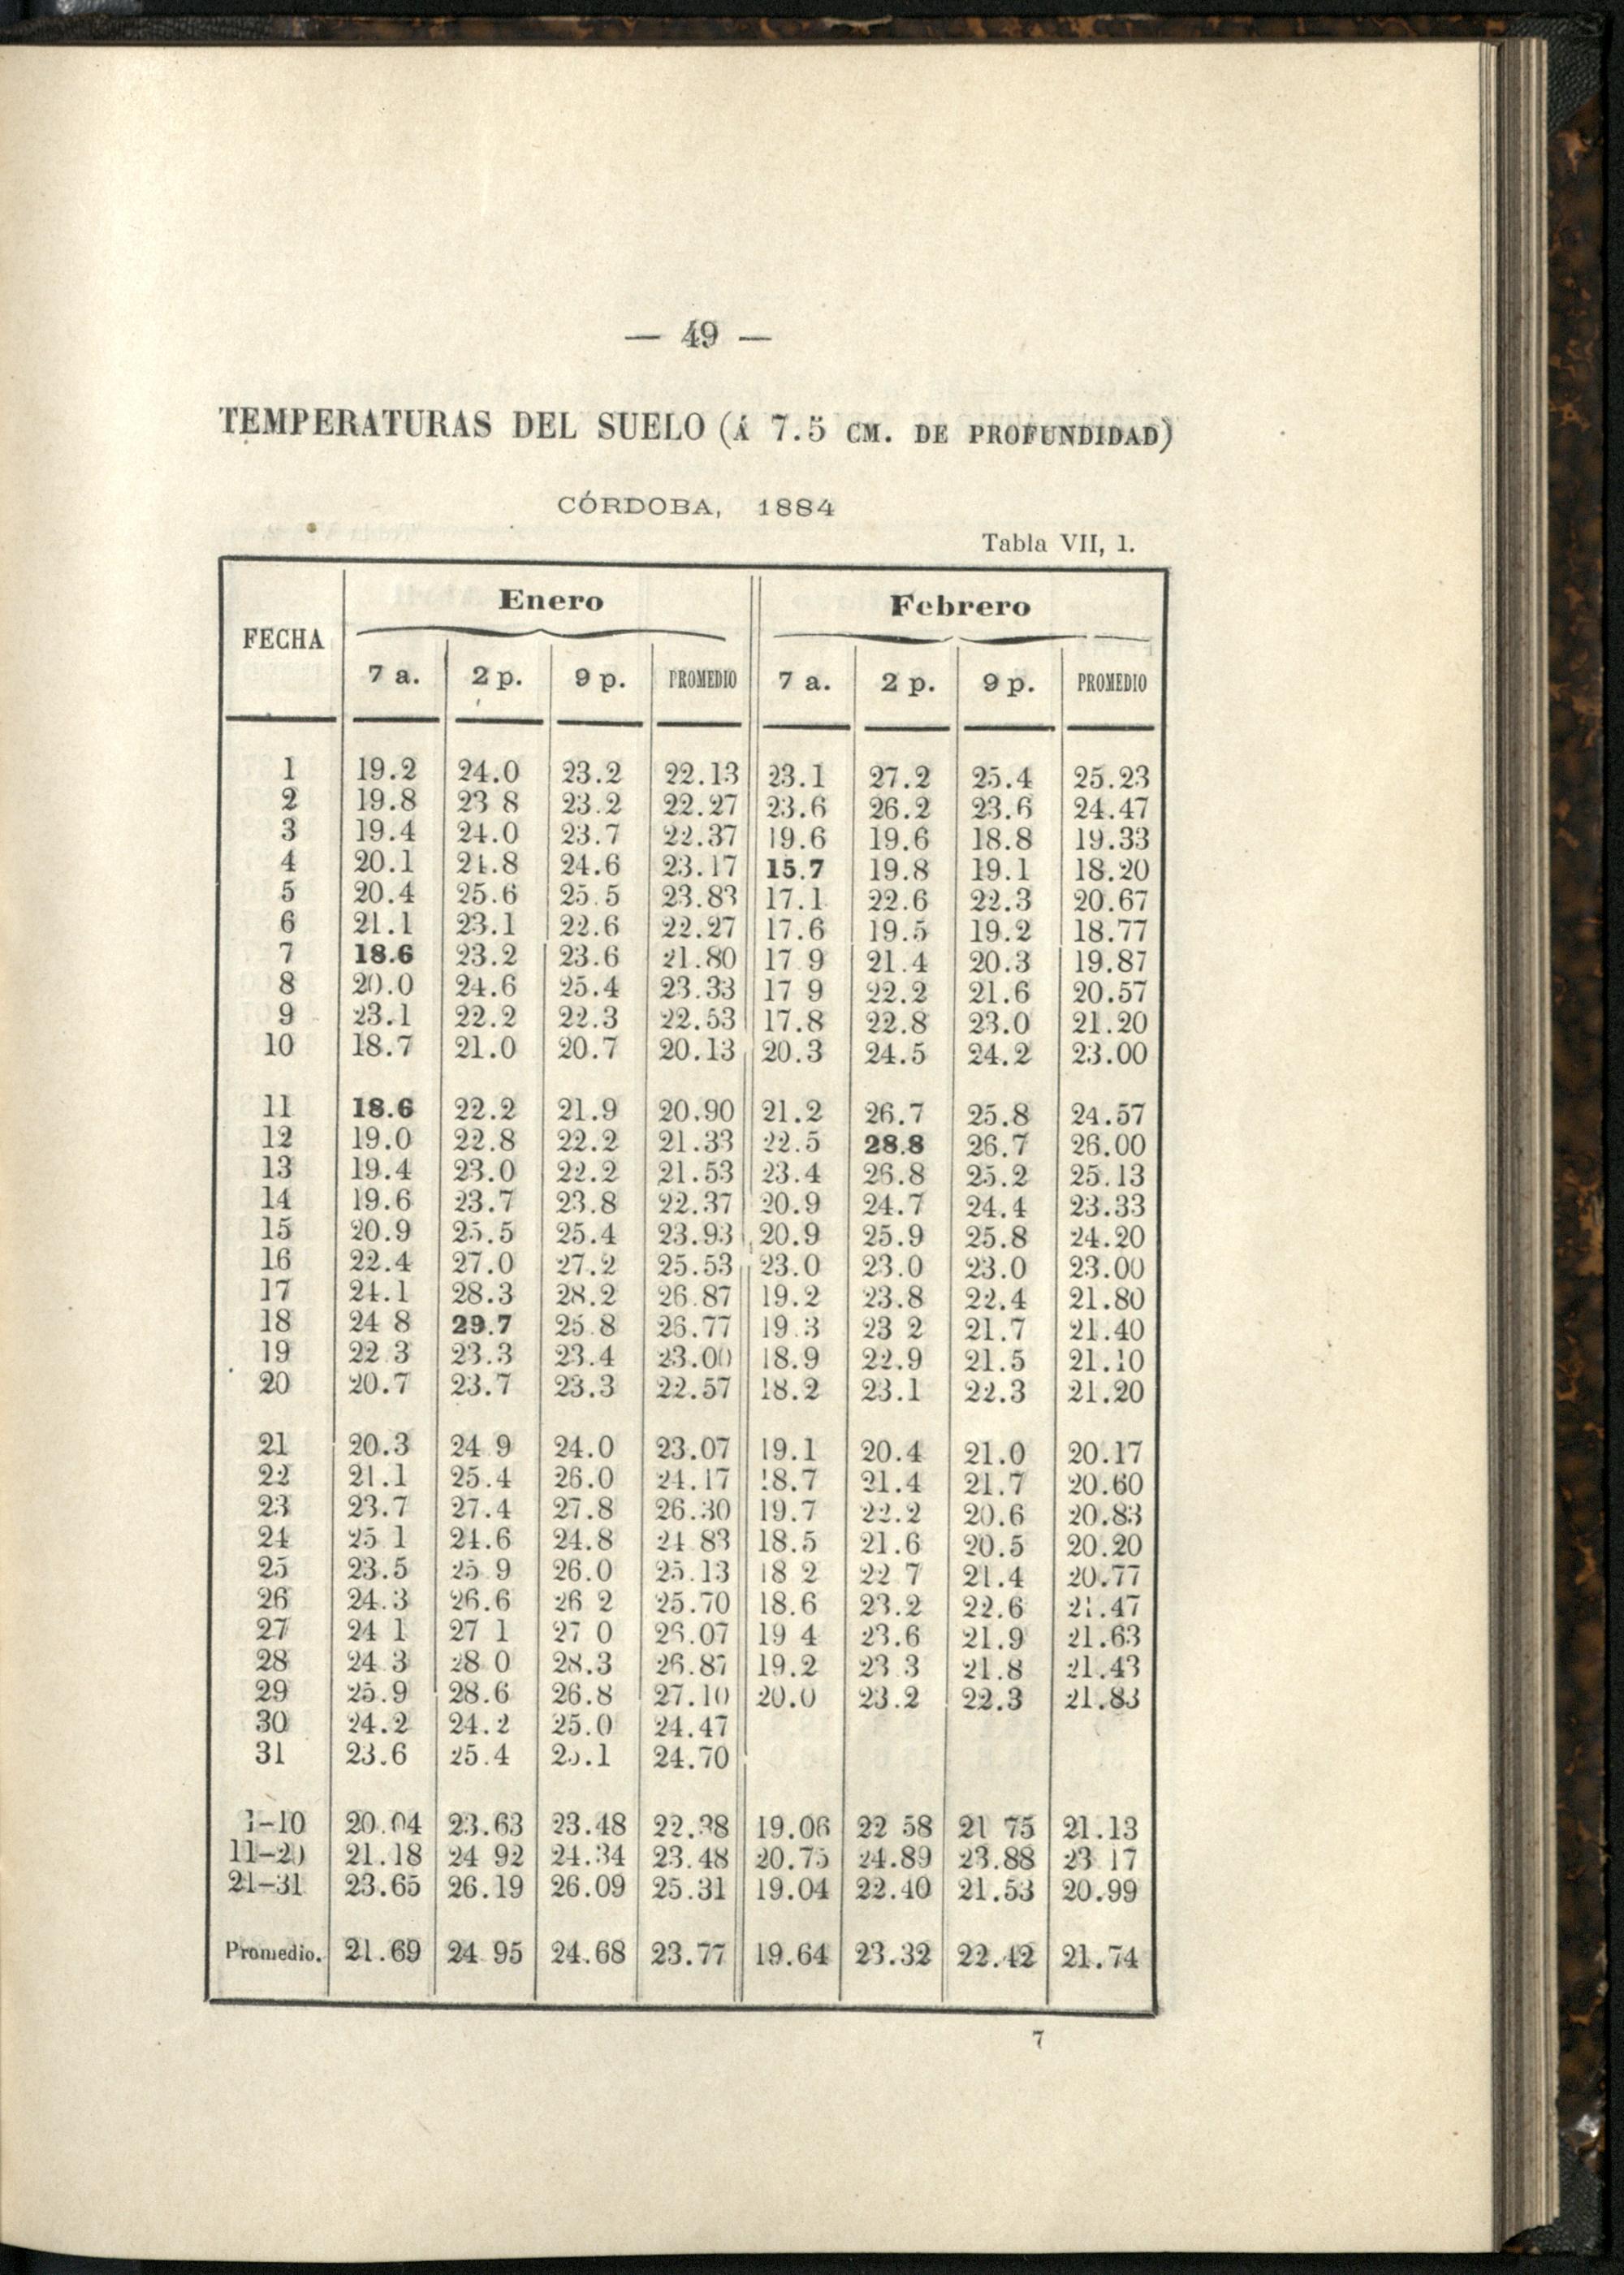 — 49 —
TEMPERATURAS DEL SUELO (Á 7.5 CM. DE PROFUNDIDAD)
CÓRDOBA, 1884
Tabla VII, 1.
FECHA Enero Febrero
7 a. 2 p. 9 p. PROMEDIO 7 a. 2 p. 9 p. PROMEDIO
1 19.2 24.0 23.2 22.13 23.1 27.2 25.4 25.23
2 19.8 23 8 23.2 22.27 23.6 26.2 23.6 24.47
3 19.4 24.0 23.7 22.37 19.6 19.6 18.8 19.33
4 20.1 24.8 24.6 23.17 15.7 19.8 19.1 18.20
5 20.4 25.6 25.5 23.83 17.1 22.6 22.3 20.67
6 21.1 23.1 22.6 22.27 17.6 19.5 19.2 18.77
7 18.6 23.2 23.6 21.80 17 9 21.4 20.3 19.87
8 20.0 24.6 25.4 23.33 17 9 22.2 21.6 20.57
9 23.1 22.2 22.3 22.53 17.8 22.8 23.0 21.20
10 18.7 21.0 20.7 20.13 20.3 24.5 24.2 23.00
11 18.6 22.2 21.9 20.90 21.2 26.7 25.8 24.57
12 19.0 22.8 22.2 21.33 22.5 28.8 26.7 26.00
13 19.4 23.0 22.2 21.53 23.4 26.8 25.2 25.13
14 19.6 23.7 23.8 22.37 20.9 24.7 24.4 23.33
15 20.9 25.5 25.4 23.93 20.9 25.9 25.8 24.20
16 22.4 27.0 27.2 25.53 23.0 23.0 23.0 23.00
17 24.1 28.3 28.2 26.87 19.2 23.8 22.4 21.80
18 24 8 29.7 25.8 26.77 19.3 23 2 21.7 21.40
19 22.3 23.3 23.4 23.00 18.9 22.9 21.5 21.10
20 20.7 23.7 23.3 22.57 18.2 23.1 22.3 21.20
21 20.3 24 9 24.0 23.07 19.1 20.4 21.0 20.17
22 21.1 25.4 26.0 24.17 18.7 21.4 21.7 20.60
23 23.7 27.4 27.8 26.30 19.7 22.2 20.6 20.83
24 25 1 24.6 24.8 24 83 18.5 21.6 20.5 20.20
25 23.5 25 9 26.0 25.13 18 2 22 7 21.4 20.77
26 24.3 26.6 26 2 25.70 18.6 23.2 22.6 21.47
27 24 1 27 1 27 0 26.07 19 4 23.6 21.9 21.63
28 24 3 28 0 28.3 26.87 19.2 23 3 21.8 21.43
29 25.9 28.6 26.8 27.10 20.0 23.2 22.3 21.83
30 24.2 24.2 25.0 24.47
31 23.6 25.4 25.1 24.70
1-10 20.04 23.63 23.48 22.38 19.06 22 58 21 75 21.13
11-20 21.18 24 92 24.34 23.48 20.75 24.89 23.88 23 17
21-31 23.65 26.19 26.09 25.31 19.04 22.40 21.53 20.99
Promedio. 21.69 24 95 24.68 23.77 19.64 23.32 22.42 21.74
7